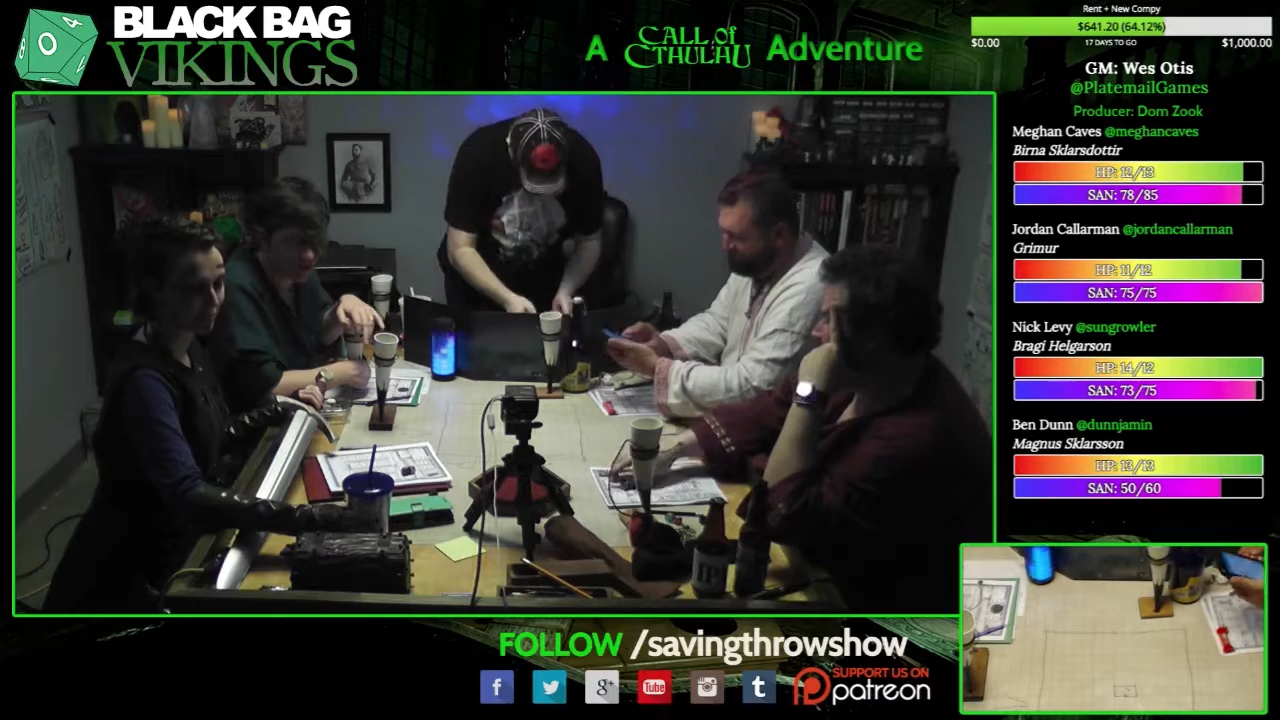 BLACK BAG
VIKINGS
A CALL of CTHULHU Adventure
Rent + New Compy
$641.20 (64.12%)
$0.00 17 DAYS TO GO $1,000.00
GM: Wes Otis
@PlatemailGames
Producer: Dom Zook
Meghan Caves @meghancaves
Birna Sklarsdottir
HP: 12/13
SAN: 78/85
Jordan Callarman @jordancallarman
Grimur
HP: 11/12
SAN: 75/75
Nick Levy @sungrowler
Bragi Helgarson
HP: 14/12
SAN: 73/75
Ben Dunn @dunnjamin
Magnus Sklarsson
HP: 13/13
SAN: 50/60
FOLLOW /savingthrowshow
f g+ You Tube t
SUPPORT US ON
patreon